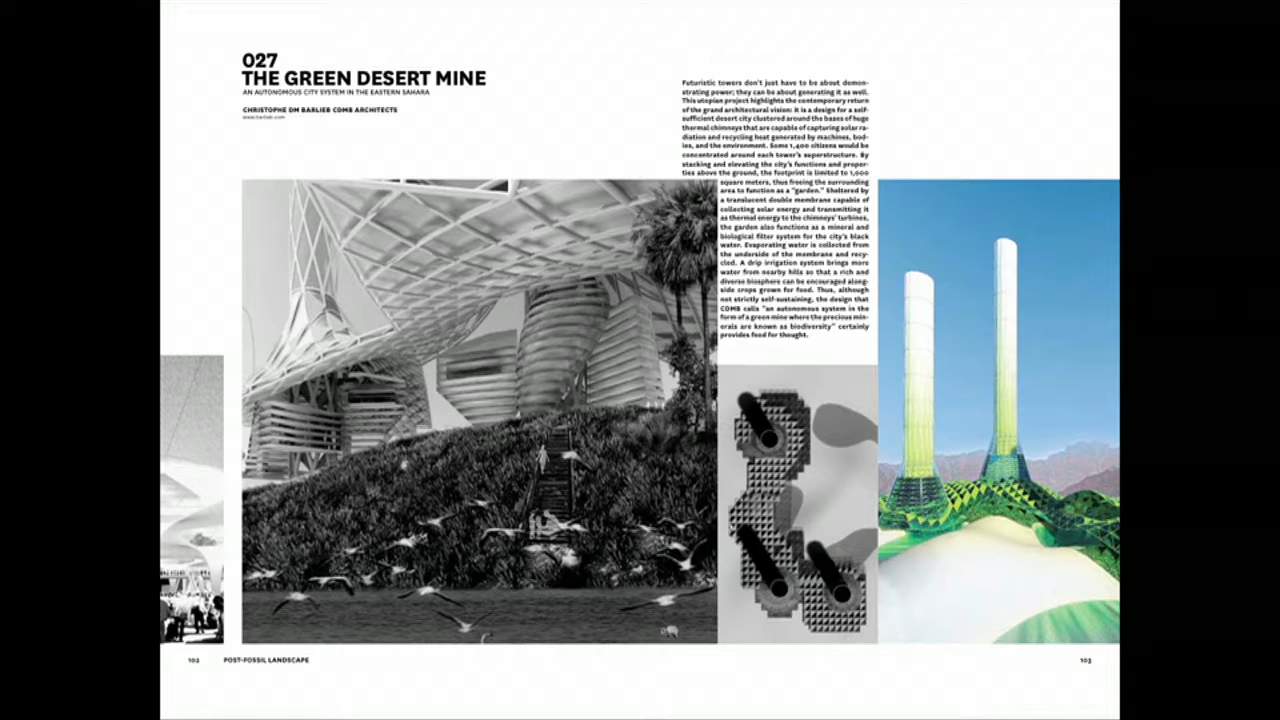 027
THE GREEN DESERT MINE
AN AUTONOMOUS CITY SYSTEM IN THE EASTERN SAHARA
CHRISTOPHE DM BARLIEB CDMB ARCHITECTS
www.barlieb.com
Futuristic towers don't just have to be about demon-
strating power; they can be about generating it as well.
This utopian project highlights the contemporary return
of the grand architectural vision: it is a design for a self-
sufficient desert city clustered around the bases of huge
thermal chimneys that are capable of capturing solar ra-
diation and recycling heat generated by machines, bod-
ies, and the environment. Some 1,400 citizens would be
concentrated around each tower's superstructure. By
stacking and elevating the city's functions and proper-
ties above the ground, the footprint is limited to 1,000
square meters, thus freeing the surrounding
area to function as a "garden." Sheltered by
a translucent double membrane capable of
collecting solar energy and transmitting it
as thermal energy to the chimneys' turbines,
the garden also functions as a mineral and
biological filter system for the city's black
water. Evaporating water is collected from
the underside of the membrane and recy-
cled. A drip irrigation system brings more
water from nearby hills so that a rich and
diverse biosphere can be encouraged along-
side crops grown for food. Thus, although
not strictly self-sustaining, the design that
CDMB calls "an autonomous system in the
form of a green mine where the precious min-
erals are known as biodiversity" certainly
provides food for thought.
102
POST-FOSSIL LANDSCAPE
103